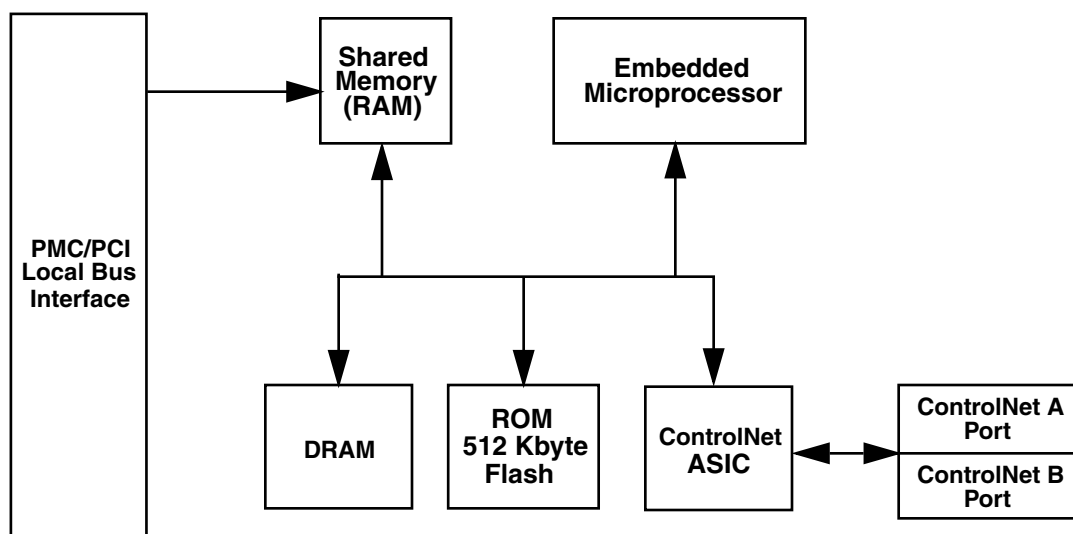 Shared
Memory
(RAM)
Embedded
Microprocessor
PMC/PCI
Local Bus
Interface
DRAM
ROM
512 Kbyte
Flash
ControlNet
ASIC
ControlNet A
Port
ControlNet B
Port